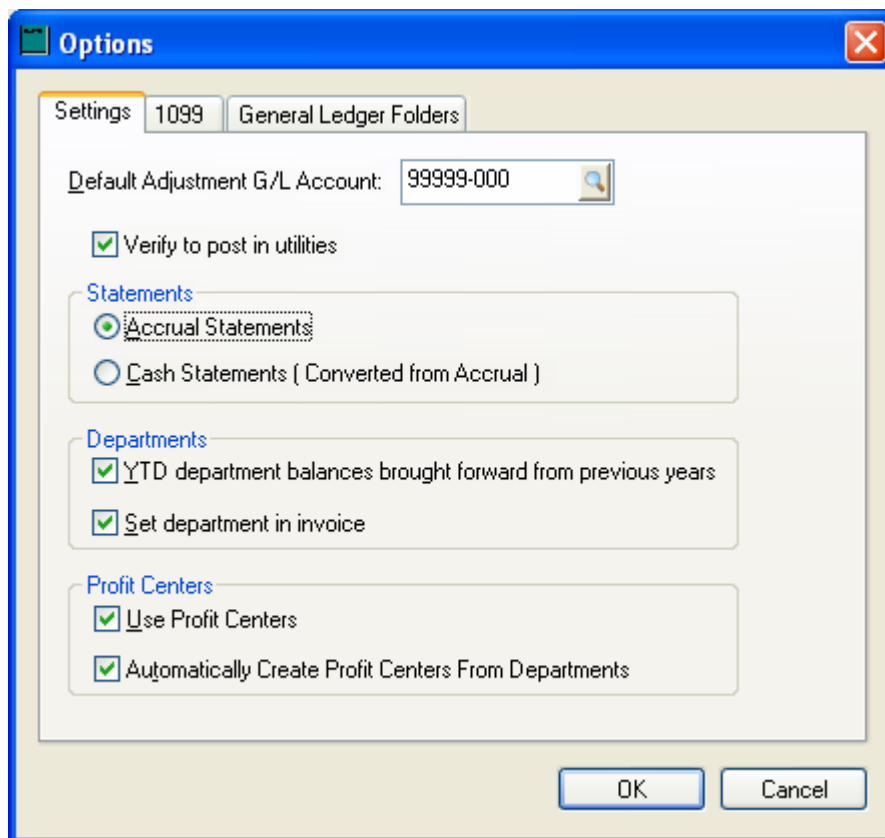 Options
Settings 1099 General Ledger Folders
Default Adjustment G/L Account: 99999-000
Verify to post in utilities
Statements
Accrual Statements
Cash Statements ( Converted from Accrual )
Departments
YTD department balances brought forward from previous years
Set department in invoice
Profit Centers
Use Profit Centers
Automatically Create Profit Centers From Departments
OK Cancel